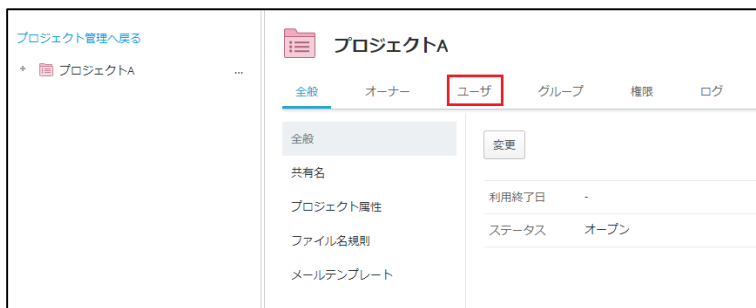 プロジェクト管理へ戻る
プロジェクトA ...
プロジェクトA
全般 オーナー ユーザ グループ 権限 ログ
全般
共有名
プロジェクト属性
ファイル名規則
メールテンプレート
変更
利用終了日 -
ステータス オープン